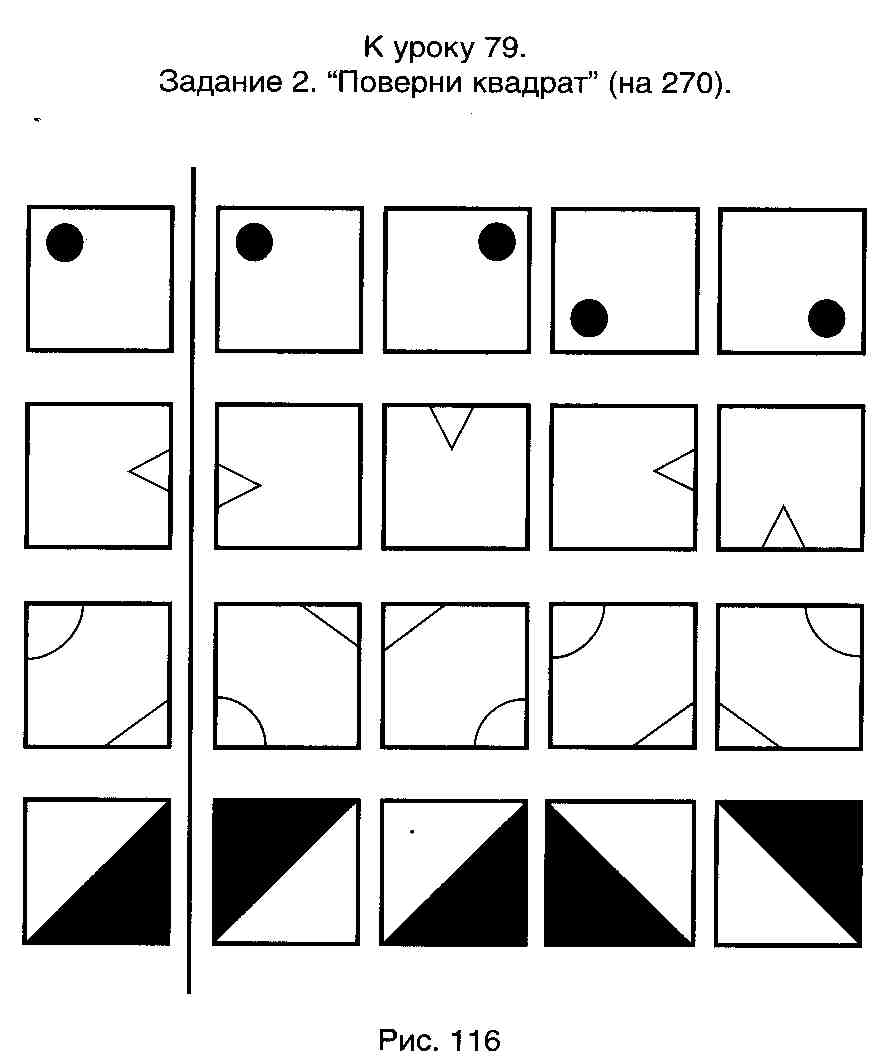 К уроку 79.
Задание 2. “Поверни квадрат” (на 270).
Рис. 116